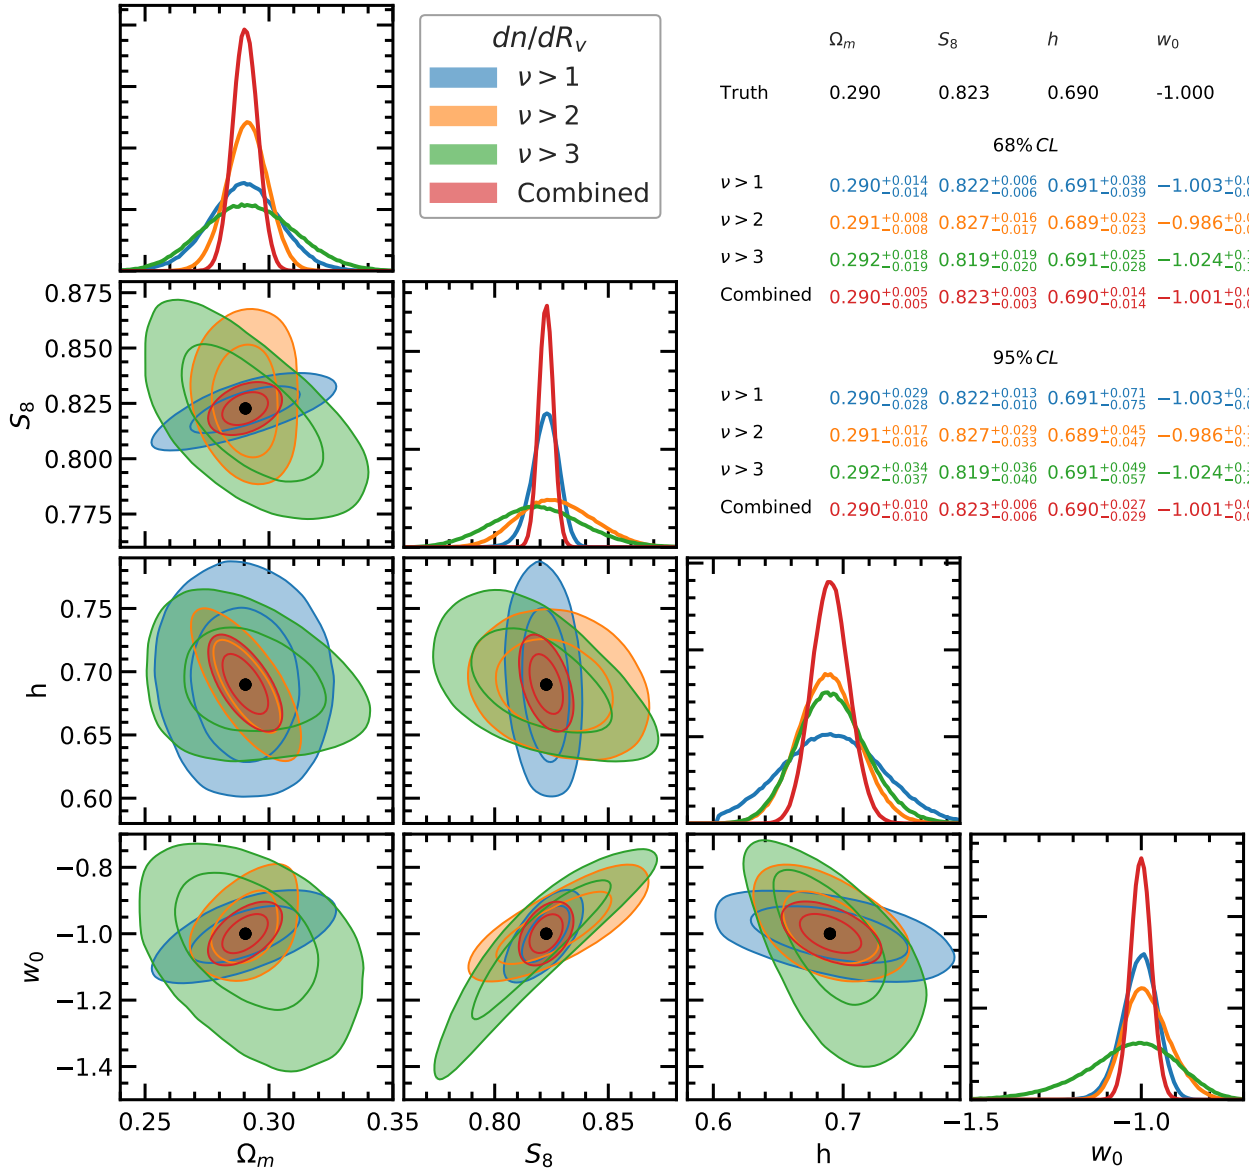 dn/dR_v
ν > 1
ν > 2
ν > 3
Combined
Ω_m S_8 h w_0
Truth 0.290 0.823 0.690 -1.000
68% CL
ν > 1 0.290^{+0.014}_{-0.014} 0.822^{+0.006}_{-0.006} 0.691^{+0.038}_{-0.039} −1.003
ν > 2 0.291^{+0.008}_{-0.008} 0.827^{+0.016}_{-0.017} 0.689^{+0.023}_{-0.023} −0.986
ν > 3 0.292^{+0.018}_{-0.019} 0.819^{+0.019}_{-0.020} 0.691^{+0.025}_{-0.028} −1.024
Combined 0.290^{+0.005}_{-0.005} 0.823^{+0.003}_{-0.003} 0.690^{+0.014}_{-0.014} −1.001
95% CL
ν > 1 0.290^{+0.029}_{-0.028} 0.822^{+0.013}_{-0.010} 0.691^{+0.071}_{-0.075} −1.003
ν > 2 0.291^{+0.017}_{-0.016} 0.827^{+0.029}_{-0.033} 0.689^{+0.045}_{-0.047} −0.986
ν > 3 0.292^{+0.034}_{-0.037} 0.819^{+0.036}_{-0.040} 0.691^{+0.049}_{-0.057} −1.024
Combined 0.290^{+0.010}_{-0.010} 0.823^{+0.006}_{-0.006} 0.690^{+0.027}_{-0.029} −1.001
0.875
0.850
0.825
0.800
0.775
S_8
0.75
0.70
0.65
0.60
h
−0.8
−1.0
−1.2
−1.4
w_0
0.25 0.30 0.35
0.80 0.85
0.6 0.7
−1.5 −1.0
Ω_m S_8 h w_0